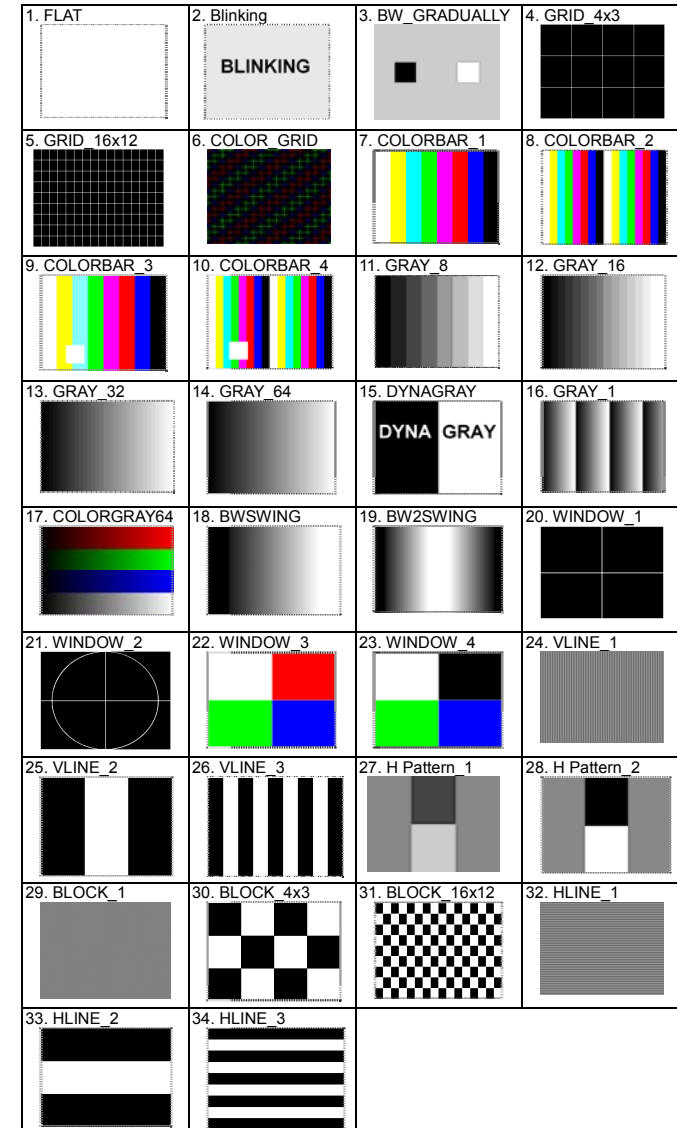 1. FLAT
2. Blinking
3. BW_GRADUALLY
4. GRID_4x3
BLINKING
5. GRID_16x12
6. COLOR_GRID
7. COLORBAR_1
8. COLORBAR_2
9. COLORBAR_3
10. COLORBAR_4
11. GRAY_8
12. GRAY_16
13. GRAY_32
14. GRAY_64
15. DYNAGRAY
16. GRAY_1
DYNA GRAY
17. COLORGRAY64
18. BWSWING
19. BW2SWING
20. WINDOW_1
21. WINDOW_2
22. WINDOW_3
23. WINDOW_4
24. VLINE_1
25. VLINE_2
26. VLINE_3
27. H Pattern_1
28. H Pattern_2
29. BLOCK_1
30. BLOCK_4x3
31. BLOCK_16x12
32. HLINE_1
33. HLINE_2
34. HLINE_3